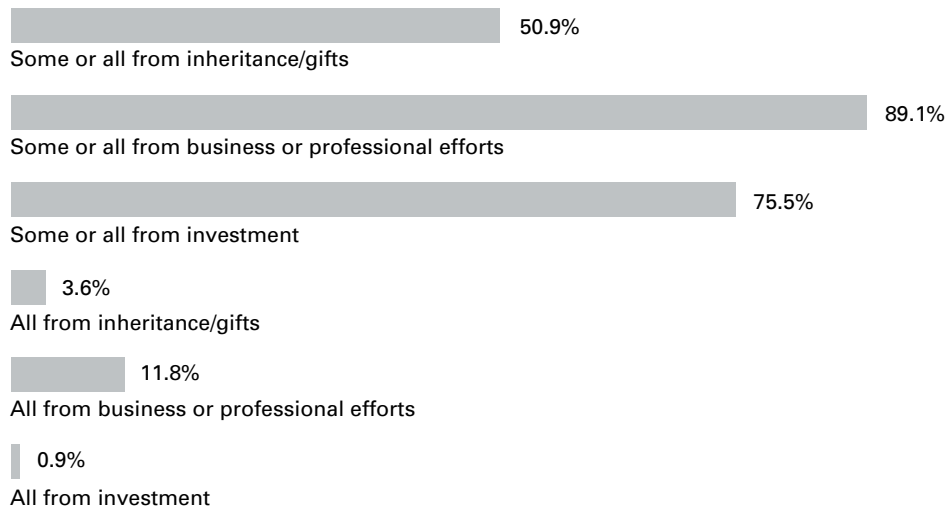 50.9%
Some or all from inheritance/gifts
89.1%
Some or all from business or professional efforts
75.5%
Some or all from investment
3.6%
All from inheritance/gifts
11.8%
All from business or professional efforts
0.9%
All from investment